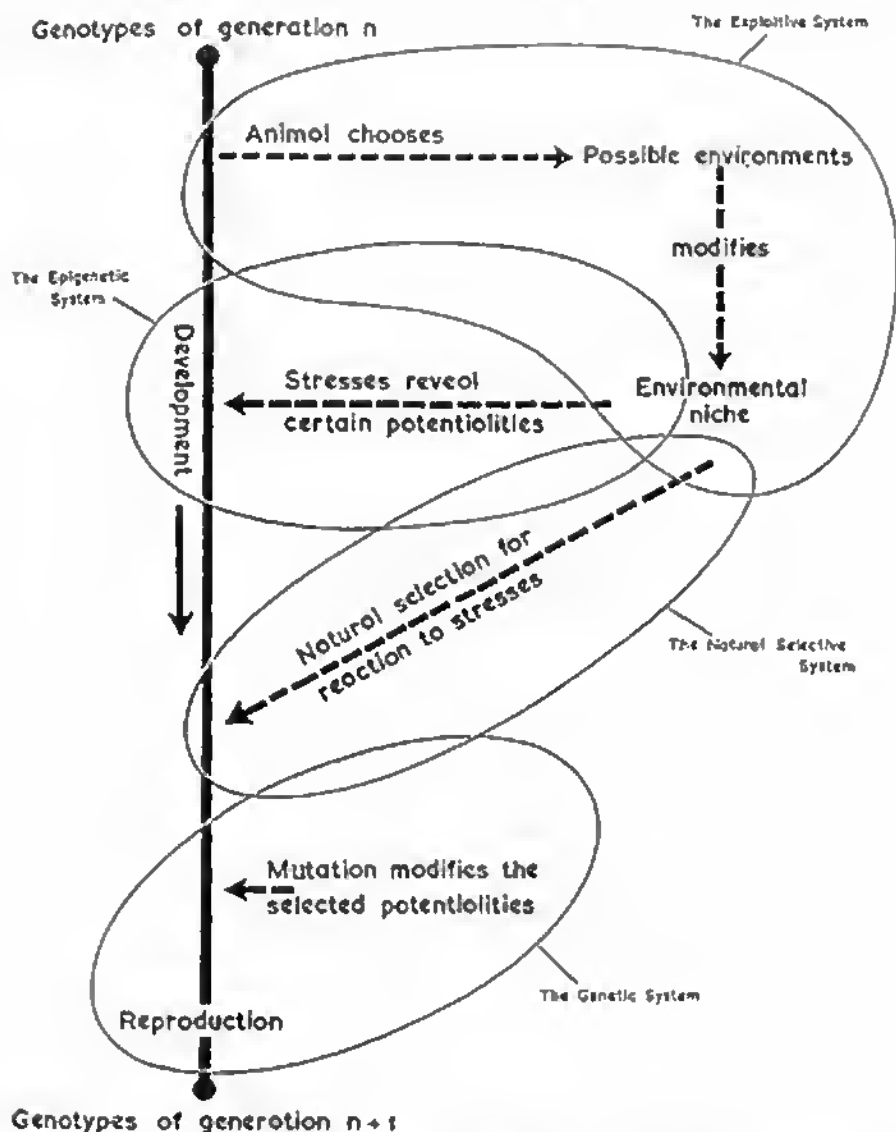 The Exploitive System
Genotypes of generation n
Animal chooses
Possible environments
modifies
The Epigenetic
System
Development
Stresses reveal
certain potentialities
Environmental
niche
Natural selection for
reaction to stresses
The Natural Selective
System
Mutation modifies the
selected potentialities
The Genetic System
Reproduction
Genotypes of generation n + 1